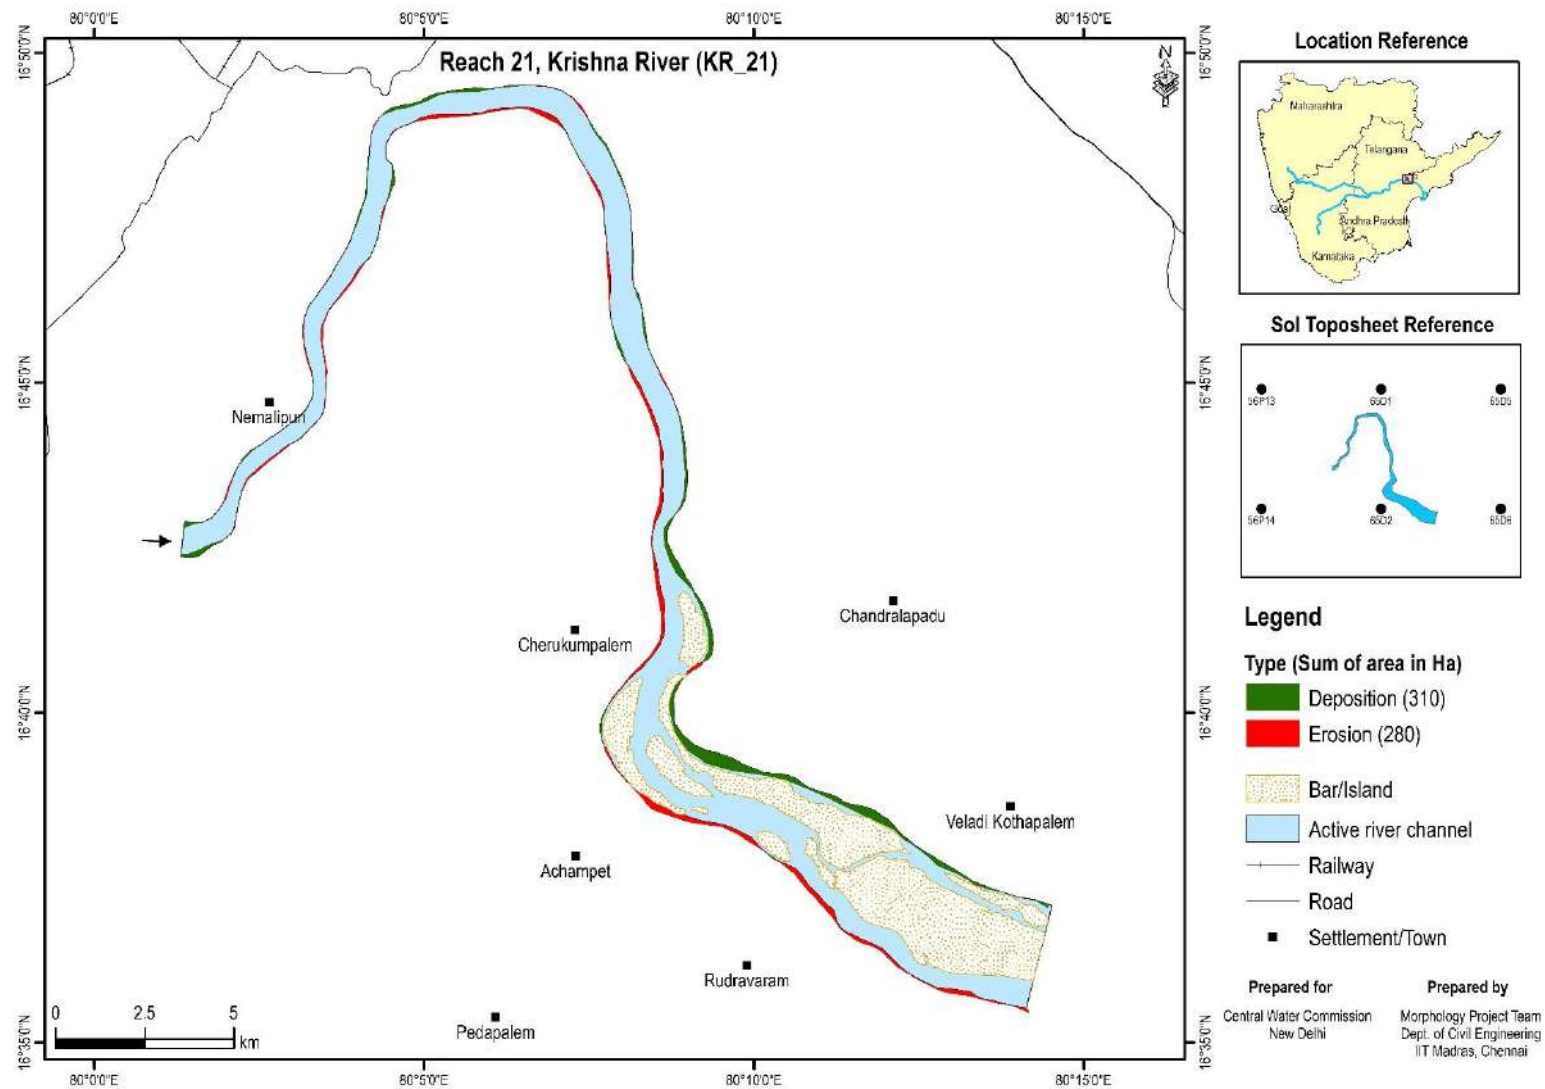 80°0'0"E 80°5'0"E 80°10'0"E 80°15'0"E
16°50'0"N 16°50'0"N
Reach 21, Krishna River (KR_21)
N
16°45'0"N 16°45'0"N
Nemalipuri
Chandralapadu
Cherukumpalem
16°40'0"N 16°40'0"N
Veladi Kothapalem
Achampet
Rudravaram
Pedapalem
0 2.5 5
km
16°35'0"N 16°35'0"N
80°0'0"E 80°5'0"E 80°10'0"E 80°15'0"E
Location Reference
Maharashtra
Telangana
Goa
Andhra Pradesh
Karnataka
SoI Toposheet Reference
56P13 65D1 65D5
56P14 65D2 65D6
Legend
Type (Sum of area in Ha)
Deposition (310)
Erosion (280)
Bar/Island
Active river channel
Railway
Road
Settlement/Town
Prepared for
Central Water Commission
New Delhi
Prepared by
Morphology Project Team
Dept. of Civil Engineering
IIT Madras, Chennai